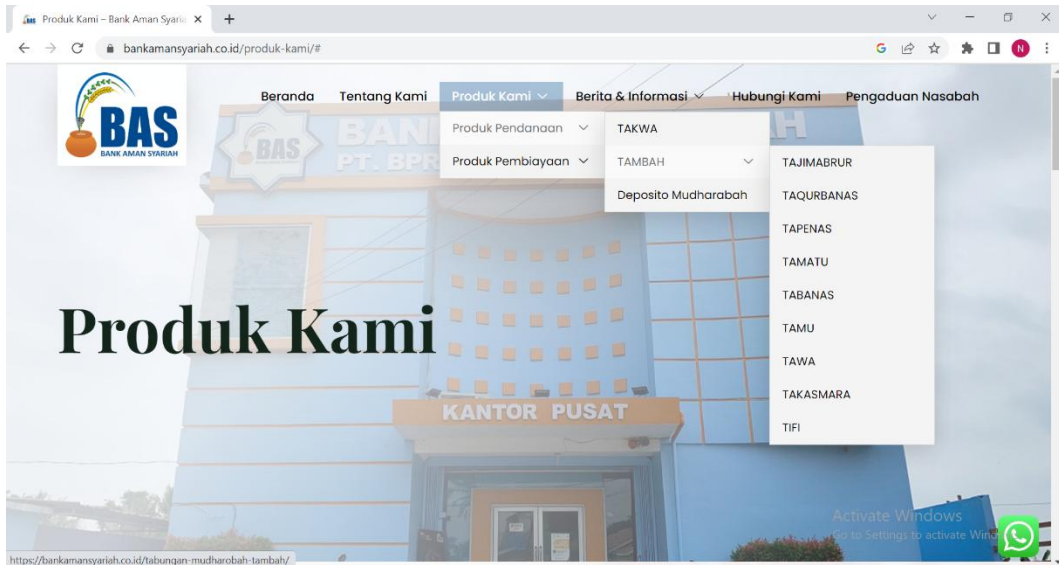 Produk Kami – Bank Aman Syaria
bankamansyariah.co.id/produk-kami/#
G
N
BAS
BANK AMAN SYARIAH
Beranda Tentang Kami Produk Kami Berita & Informasi Hubungi Kami Pengaduan Nasabah
Produk Pendanaan
Produk Pembiayaan
TAKWA
TAMBAH
Deposito Mudharabah
TAJIMABRUR
TAQURBANAS
TAPENAS
TAMATU
TABANAS
TAMU
TAWA
TAKASMARA
TIFI
BAS
PT. BPR
Produk Kami
KANTOR PUSAT
Activate Windows
Go to Settings to activate
https://bankamansyariah.co.id/tabungan-mudharobah-tambah/